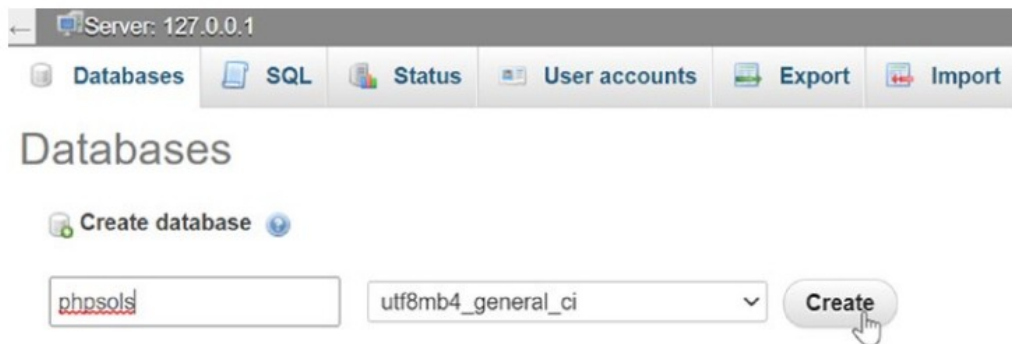 Server: 127.0.0.1
Databases SQL Status User accounts Export Import
Databases
Create database
phpsols utf8mb4_general_ci Create